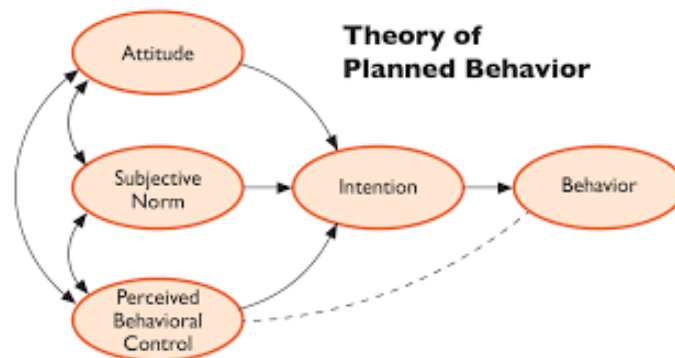 Theory of
Planned Behavior
Attitude
Subjective
Norm
Intention
Behavior
Perceived
Behavioral
Control